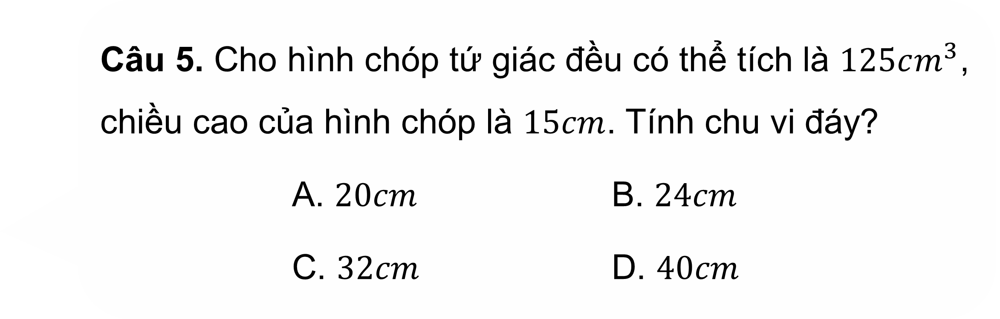 Câu 5. Cho hình chóp tứ giác đều có thể tích là 125cm³,
chiều cao của hình chóp là 15cm. Tính chu vi đáy?
A. 20cm B. 24cm
C. 32cm D. 40cm